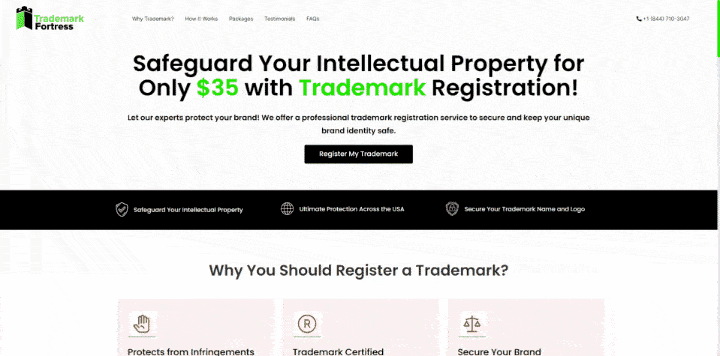 Trademark
Fortress
Why Trademark?
How It Works
Packages
Testimonials
FAQs
+1 (844) 710-3047
Safeguard Your Intellectual Property for
Only $35 with Trademark Registration!
Let our experts protect your brand! We offer a professional trademark registration service to secure and keep your unique
brand identity safe.
Register My Trademark
Safeguard Your Intellectual Property
Ultimate Protection Across the USA
Secure Your Trademark Name and Logo
Why You Should Register a Trademark?
R
Protects from Infringements
Trademark Certified
Secure Your Brand